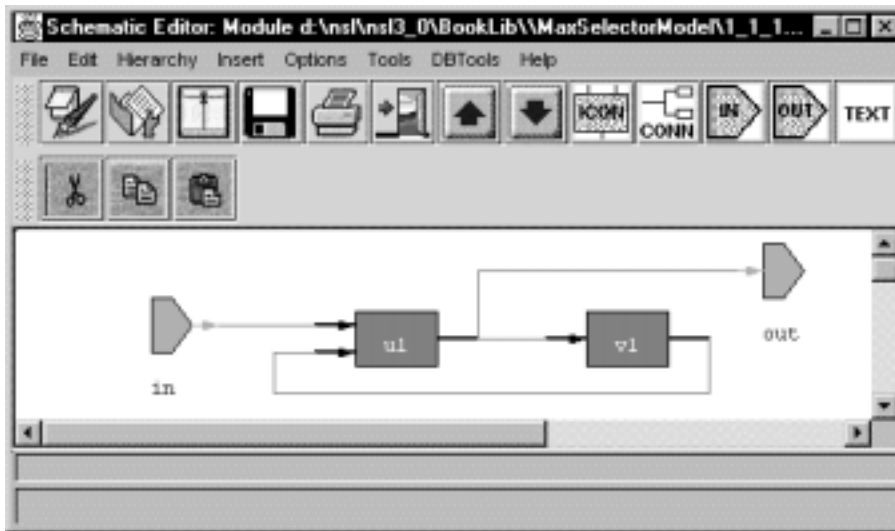 Schematic Editor: Module d:\nsl\nsl3_0\BookLib\\MaxSelectorModel\1_1_1...
File Edit Hierarchy Insert Options Tools DBTools Help
ICON CONN IN OUT TEXT
out
u1 v1
in